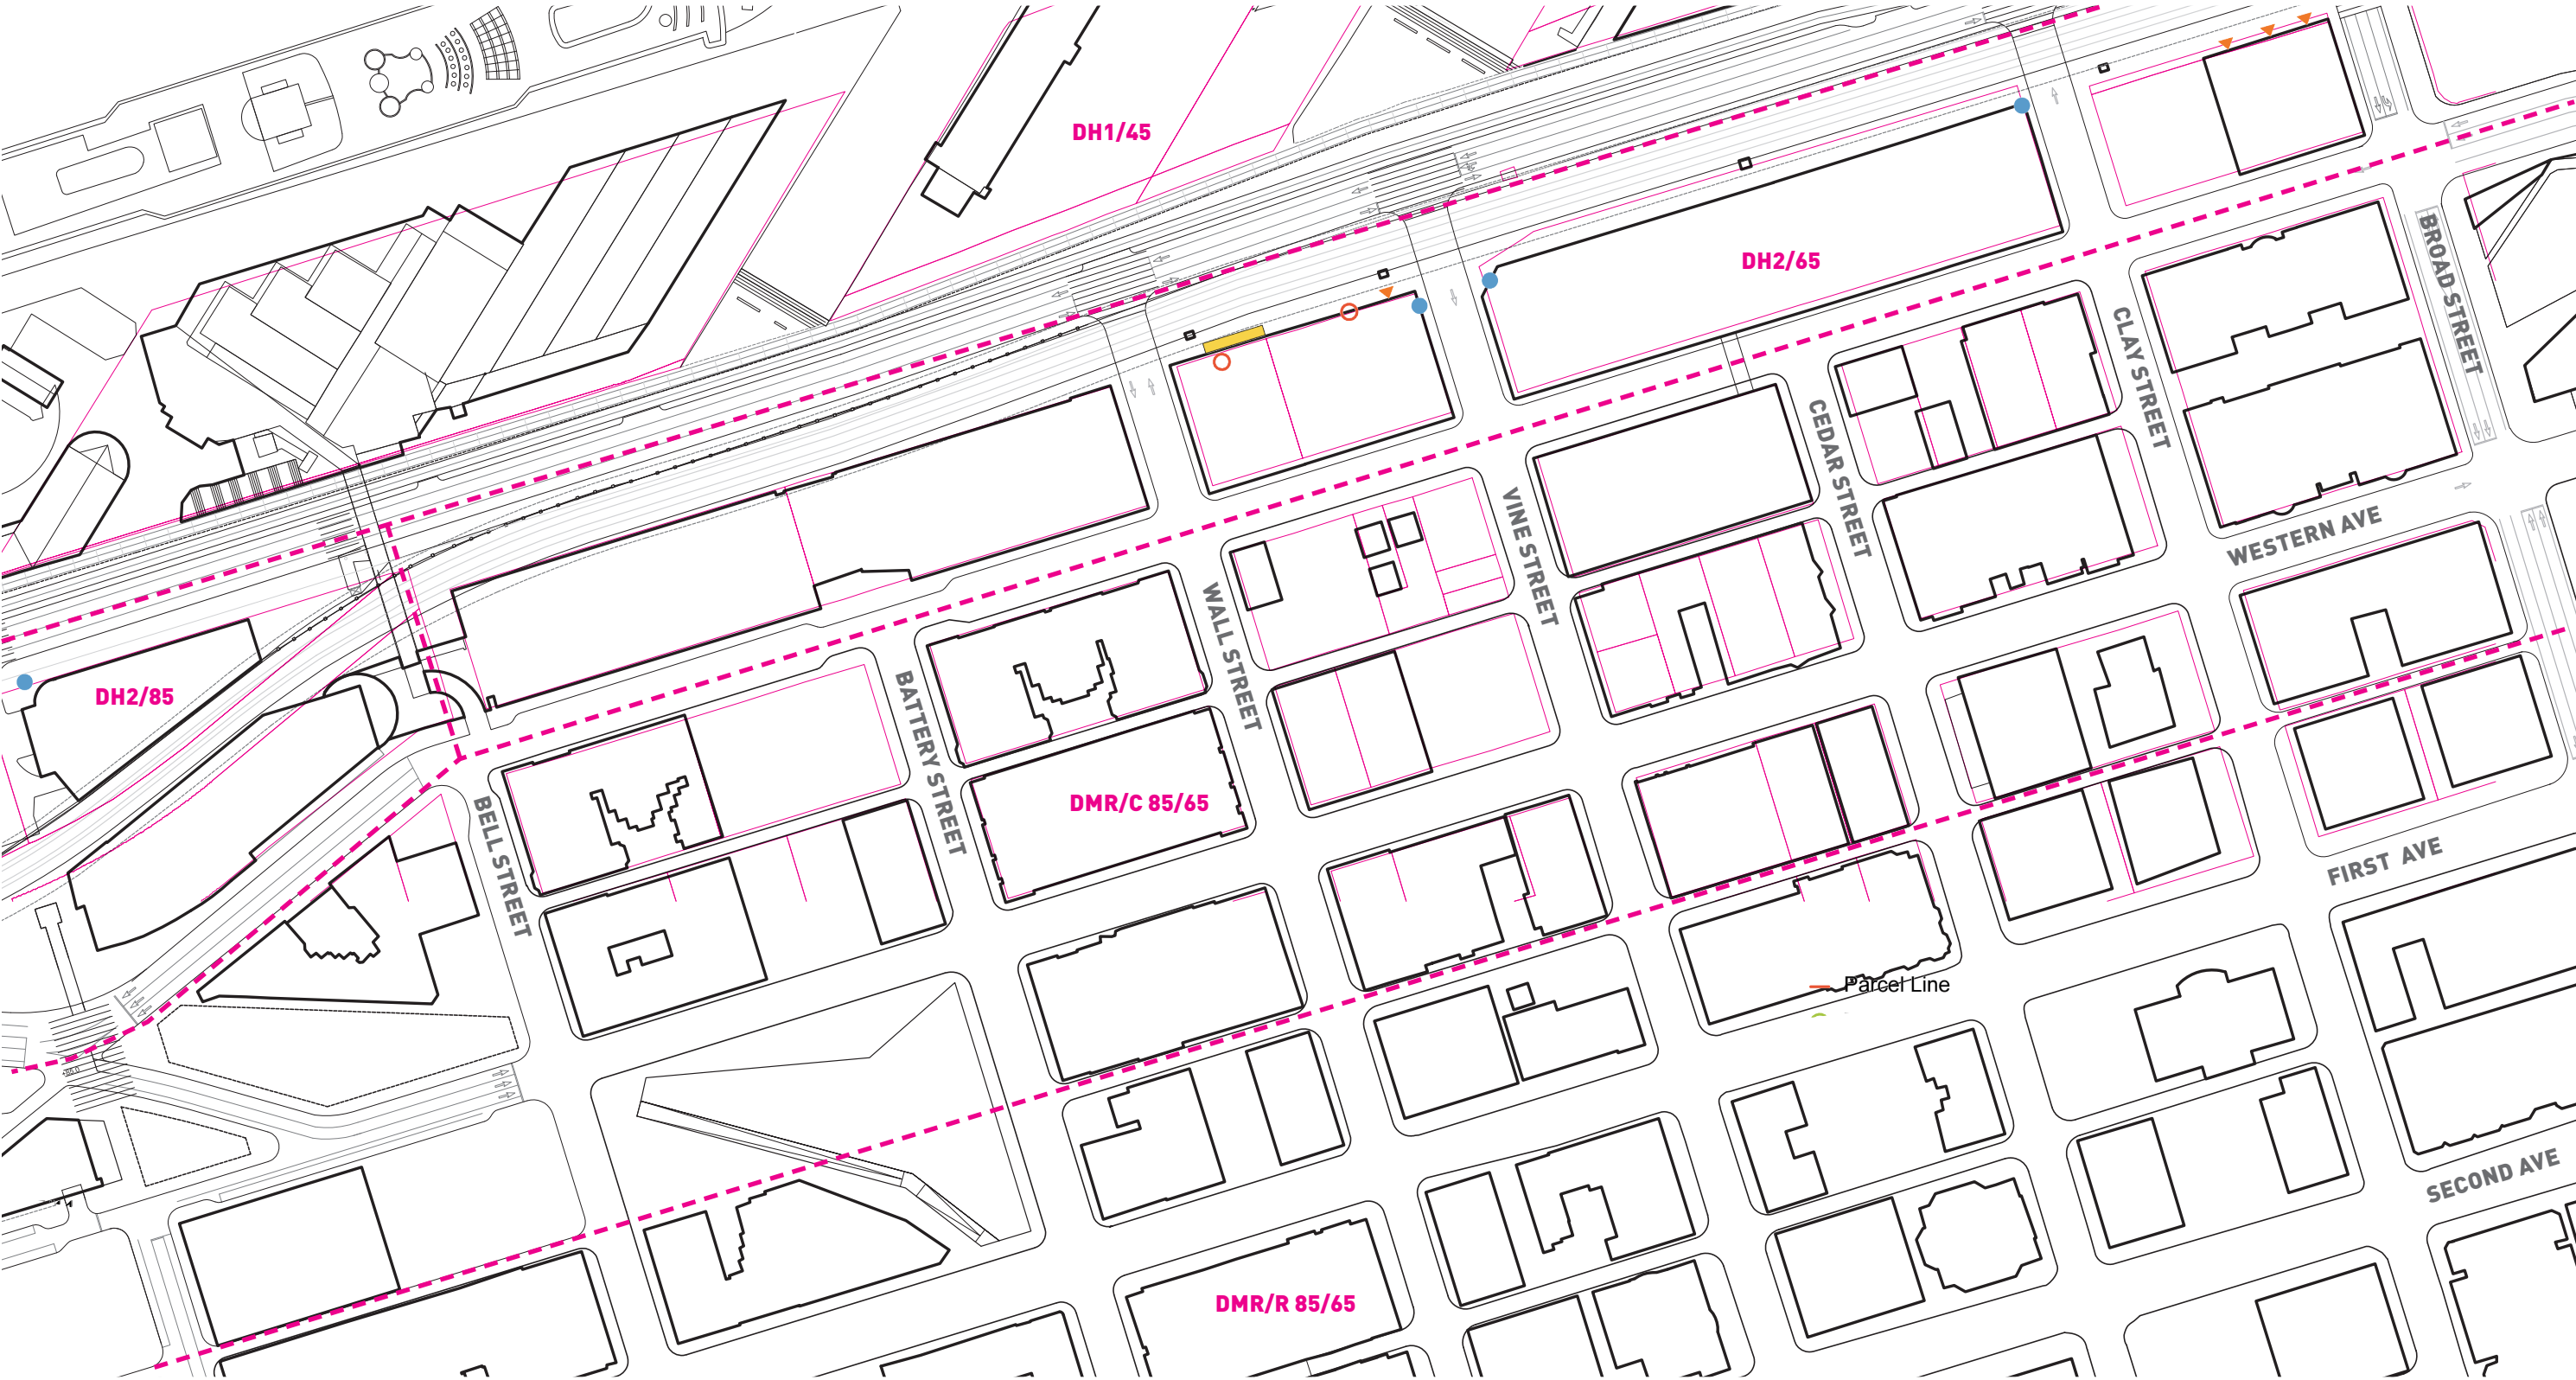 DH1/45
DH2/65
BROAD STREET
CLAY STREET
CEDAR STREET
VINE STREET
WESTERN AVE
WALL STREET
DH2/85
BATTERY STREET
DMR/C 85/65
BELL STREET
FIRST AVE
Parcel Line
SECOND AVE
DMR/R 85/65